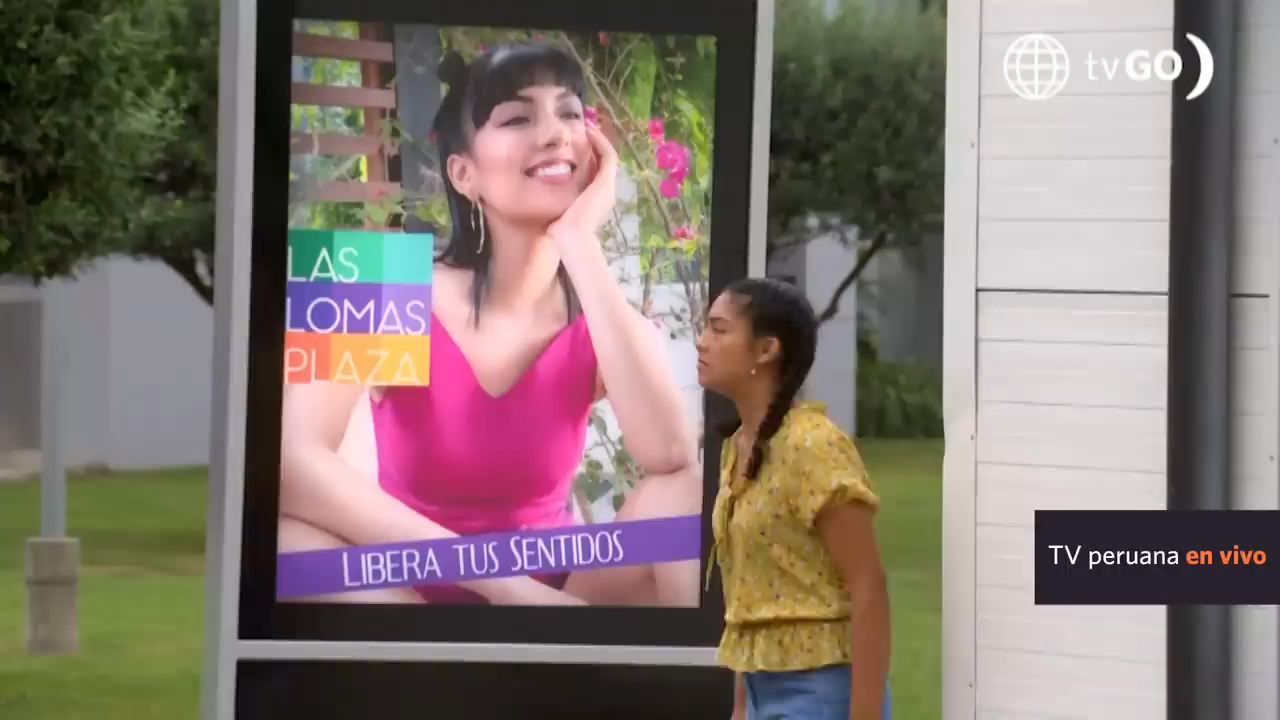 tvGO
LAS
LOMAS
PLAZA
LIBERA TUS SENTIDOS
TV peruana en vivo